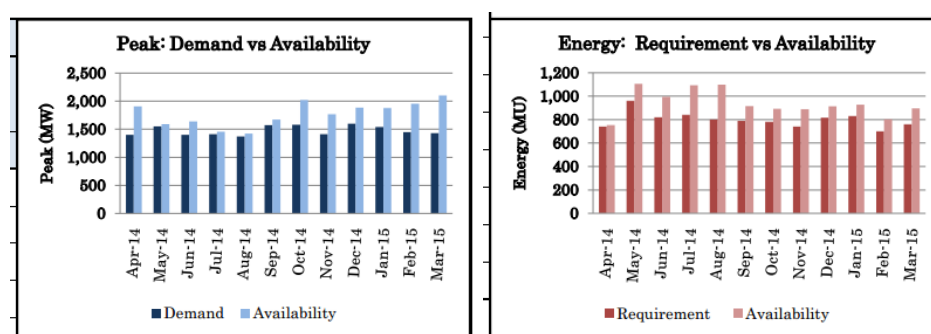 Peak: Demand vs Availability
Peak (MW)
2,500
2,000
1,500
1,000
500
0
Apr-14
May-14
Jun-14
Jul-14
Aug-14
Sep-14
Oct-14
Nov-14
Dec-14
Jan-15
Feb-15
Mar-15
Demand Availability
Energy: Requirement vs Availability
Energy (MU)
1,200
1,000
800
600
400
200
0
Apr-14
May-14
Jun-14
Jul-14
Aug-14
Sep-14
Oct-14
Nov-14
Dec-14
Jan-15
Feb-15
Mar-15
Requirement Availability